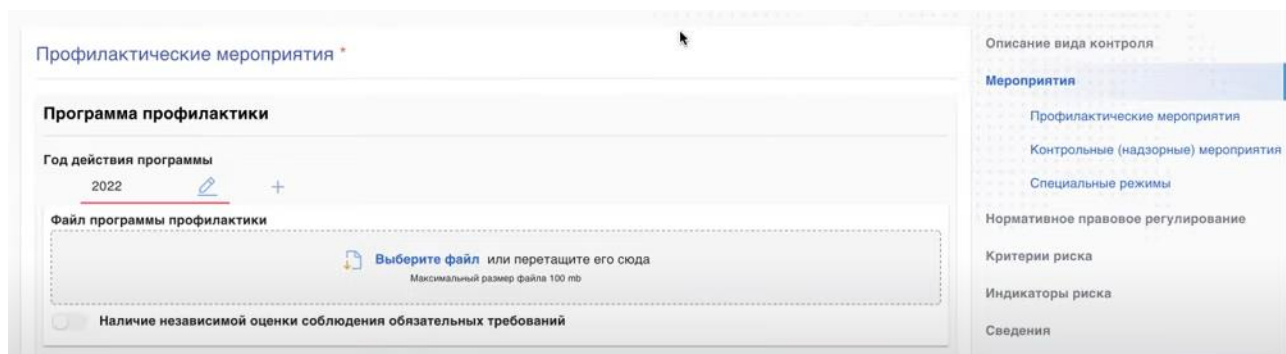 Профилактические мероприятия *
Программа профилактики
Год действия программы
2022
+
Файл программы профилактики
Выберите файл или перетащите его сюда
Максимальный размер файла 100 mb
Наличие независимой оценки соблюдения обязательных требований
Описание вида контроля
Мероприятия
Профилактические мероприятия
Контрольные (надзорные) мероприятия
Специальные режимы
Нормативное правовое регулирование
Критерии риска
Индикаторы риска
Сведения